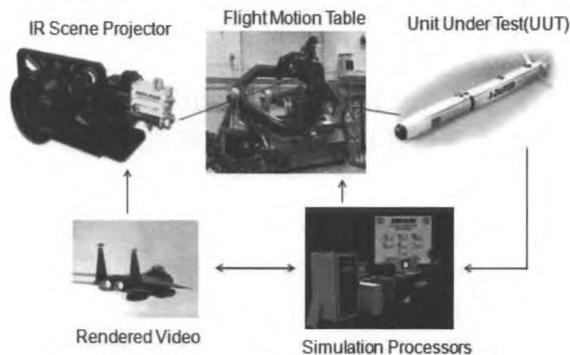 IR Scene Projector
Flight Motion Table
Unit Under Test(UUT)
Rendered Video
Simulation Processors